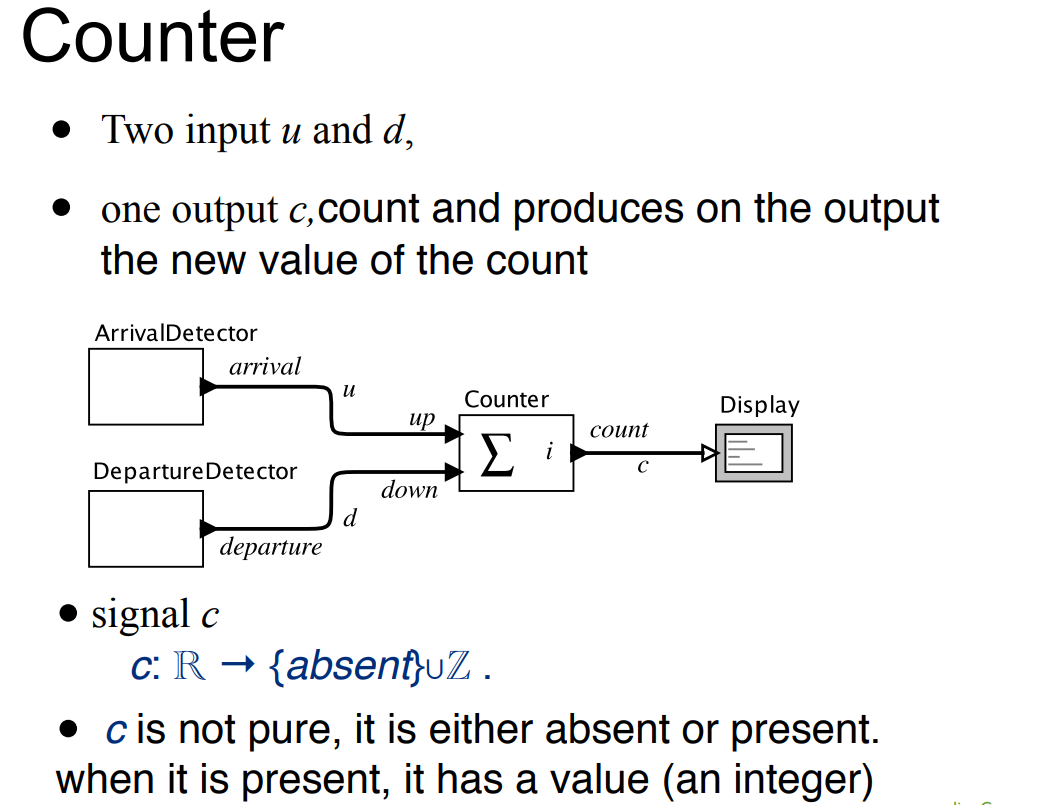 Counter
• Two input u and d,
• one output c,count and produces on the output
the new value of the count
ArrivalDetector
arrival
u
up
Counter
Σ i
count
c
Display
DepartureDetector
down
d
departure
• signal c
c: ℝ → {absent}∪ℤ .
• c is not pure, it is either absent or present.
when it is present, it has a value (an integer)